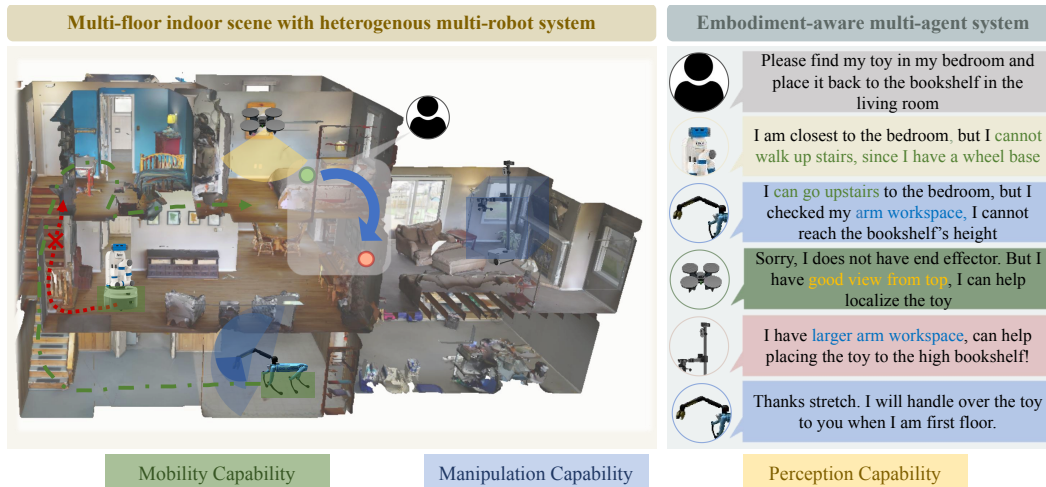 Multi-floor indoor scene with heterogenous multi-robot system
Embodiment-aware multi-agent system
Please find my toy in my bedroom and
place it back to the bookshelf in the
living room
I am closest to the bedroom, but I cannot
walk up stairs, since I have a wheel base
I can go upstairs to the bedroom, but I
checked my arm workspace, I cannot
reach the bookshelf's height
Sorry, I does not have end effector. But I
have good view from top, I can help
localize the toy
I have larger arm workspace, can help
placing the toy to the high bookshelf!
Thanks stretch. I will handle over the toy
to you when I am first floor.
Mobility Capability
Manipulation Capability
Perception Capability